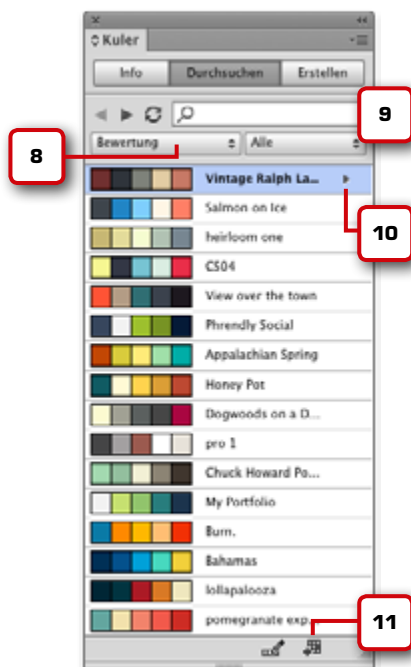 Kuler
Info Durchsuchen Erstellen
9
8
Bewertung Alle
Vintage Ralph La...
10
Salmon on Ice
heirloom one
CS04
View over the town
Phrendly Social
Appalachian Spring
Honey Pot
Dogwoods on a D...
pro 1
Chuck Howard Po...
My Portfolio
Burn.
Bahamas
lollapalooza
pomegranate exp...
11